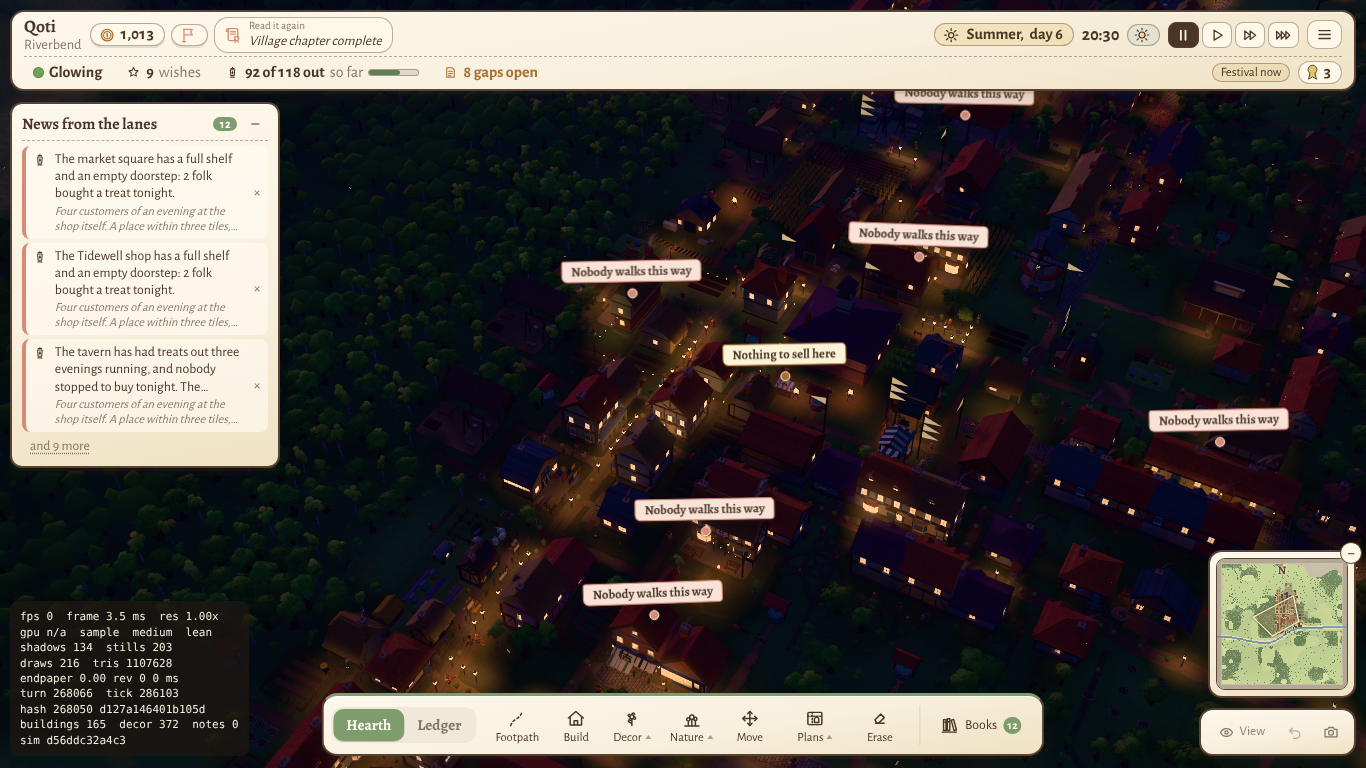 Qoti
Riverbend
1,013
Read it again
Village chapter complete
Summer, day 6
20:30
Glowing
9 wishes
92 of 118 out so far
8 gaps open
Festival now
3
News from the lanes
12
The market square has a full shelf
and an empty doorstep: 2 folk
bought a treat tonight.
Four customers of an evening at the
shop itself. A place within three tiles,…
The Tidewell shop has a full shelf
and an empty doorstep: 2 folk
bought a treat tonight.
Four customers of an evening at the
shop itself. A place within three tiles,…
The tavern has had treats out three
evenings running, and nobody
stopped to buy tonight. The…
Four customers of an evening at the
shop itself. A place within three tiles,…
and 9 more
Nobody walks this way
Nobody walks this way
Nobody walks this way
Nothing to sell here
Nobody walks this way
Nobody walks this way
Nobody walks this way
fps 0 frame 3.5 ms res 1.00x
gpu n/a sample medium lean
shadows 134 stills 203
draws 216 tris 1107628
endpaper 0.00 rev 0 0 ms
turn 268066 tick 286103
hash 268050 d127a146401b105d
buildings 165 decor 372 notes 0
sim d56ddc32a4c3
N
Hearth
Ledger
Footpath
Build
Decor
Nature
Move
Plans
Erase
Books 12
View